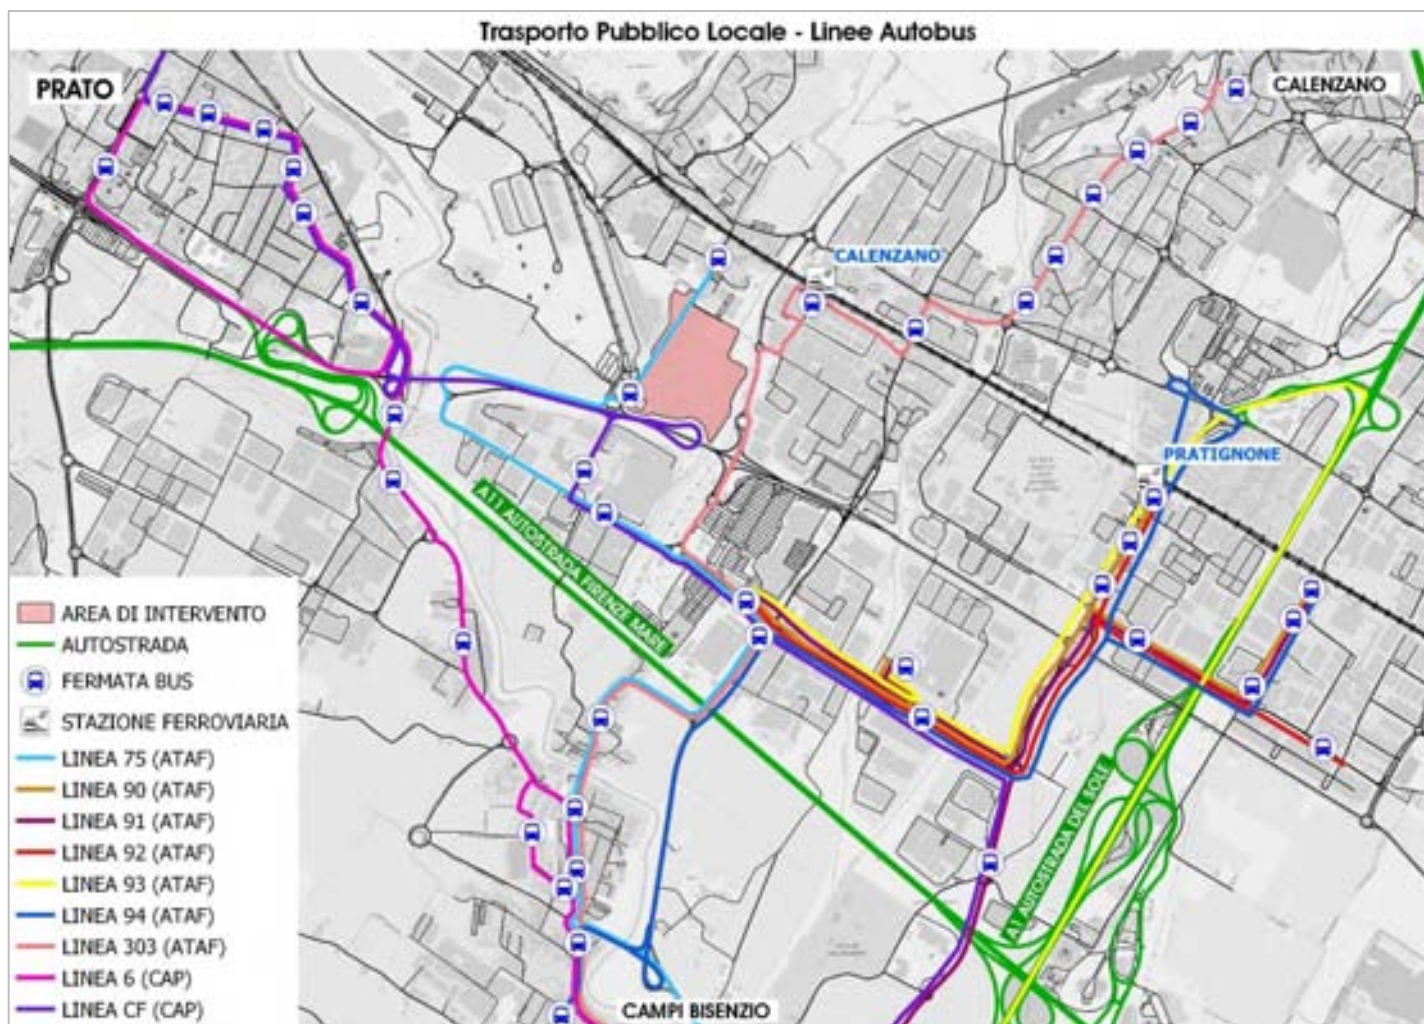 Trasporto Pubblico Locale - Linee Autobus
PRATO
CALENZANO
CALENZANO
PRATIGNONE
A11 AUTOSTRADA FIRENZE MARE
A1 AUTOSTRADA DEL SOLE
CAMPI BISENZIO
AREA DI INTERVENTO
AUTOSTRADA
FERMATA BUS
STAZIONE FERROVIARIA
LINEA 75 (ATAF)
LINEA 90 (ATAF)
LINEA 91 (ATAF)
LINEA 92 (ATAF)
LINEA 93 (ATAF)
LINEA 94 (ATAF)
LINEA 303 (ATAF)
LINEA 6 (CAP)
LINEA CF (CAP)